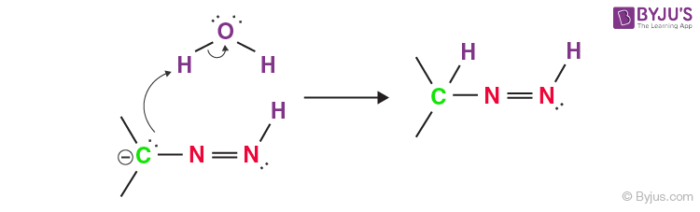 BYJU'S
The Learning App
O
H H
H
C N N
H H
C N N
© Byjus.com